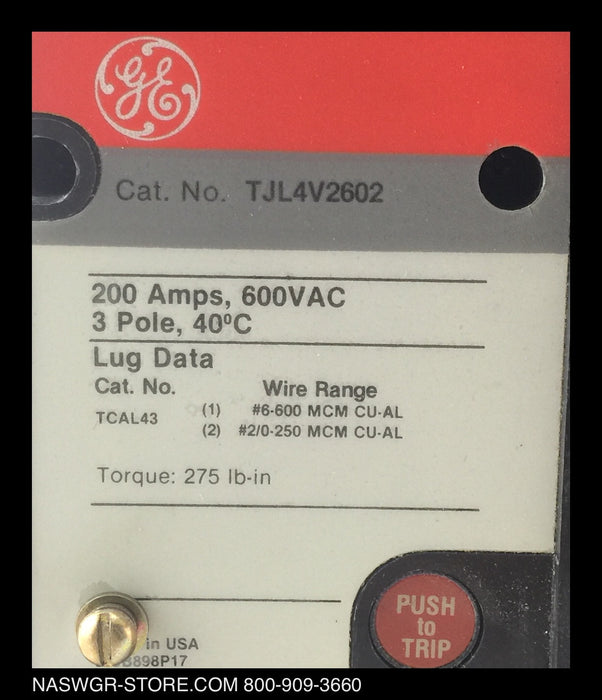 GE
Cat. No. TJL4V2602
200 Amps, 600VAC
3 Pole, 40ºC
Lug Data
Cat. No. Wire Range
TCAL43 (1) #6-600 MCM CU-AL
(2) #2/0-250 MCM CU-AL
Torque: 275 lb-in
PUSH
to
TRIP
in USA
B898P17
NASWGR-STORE.COM 800-909-3660